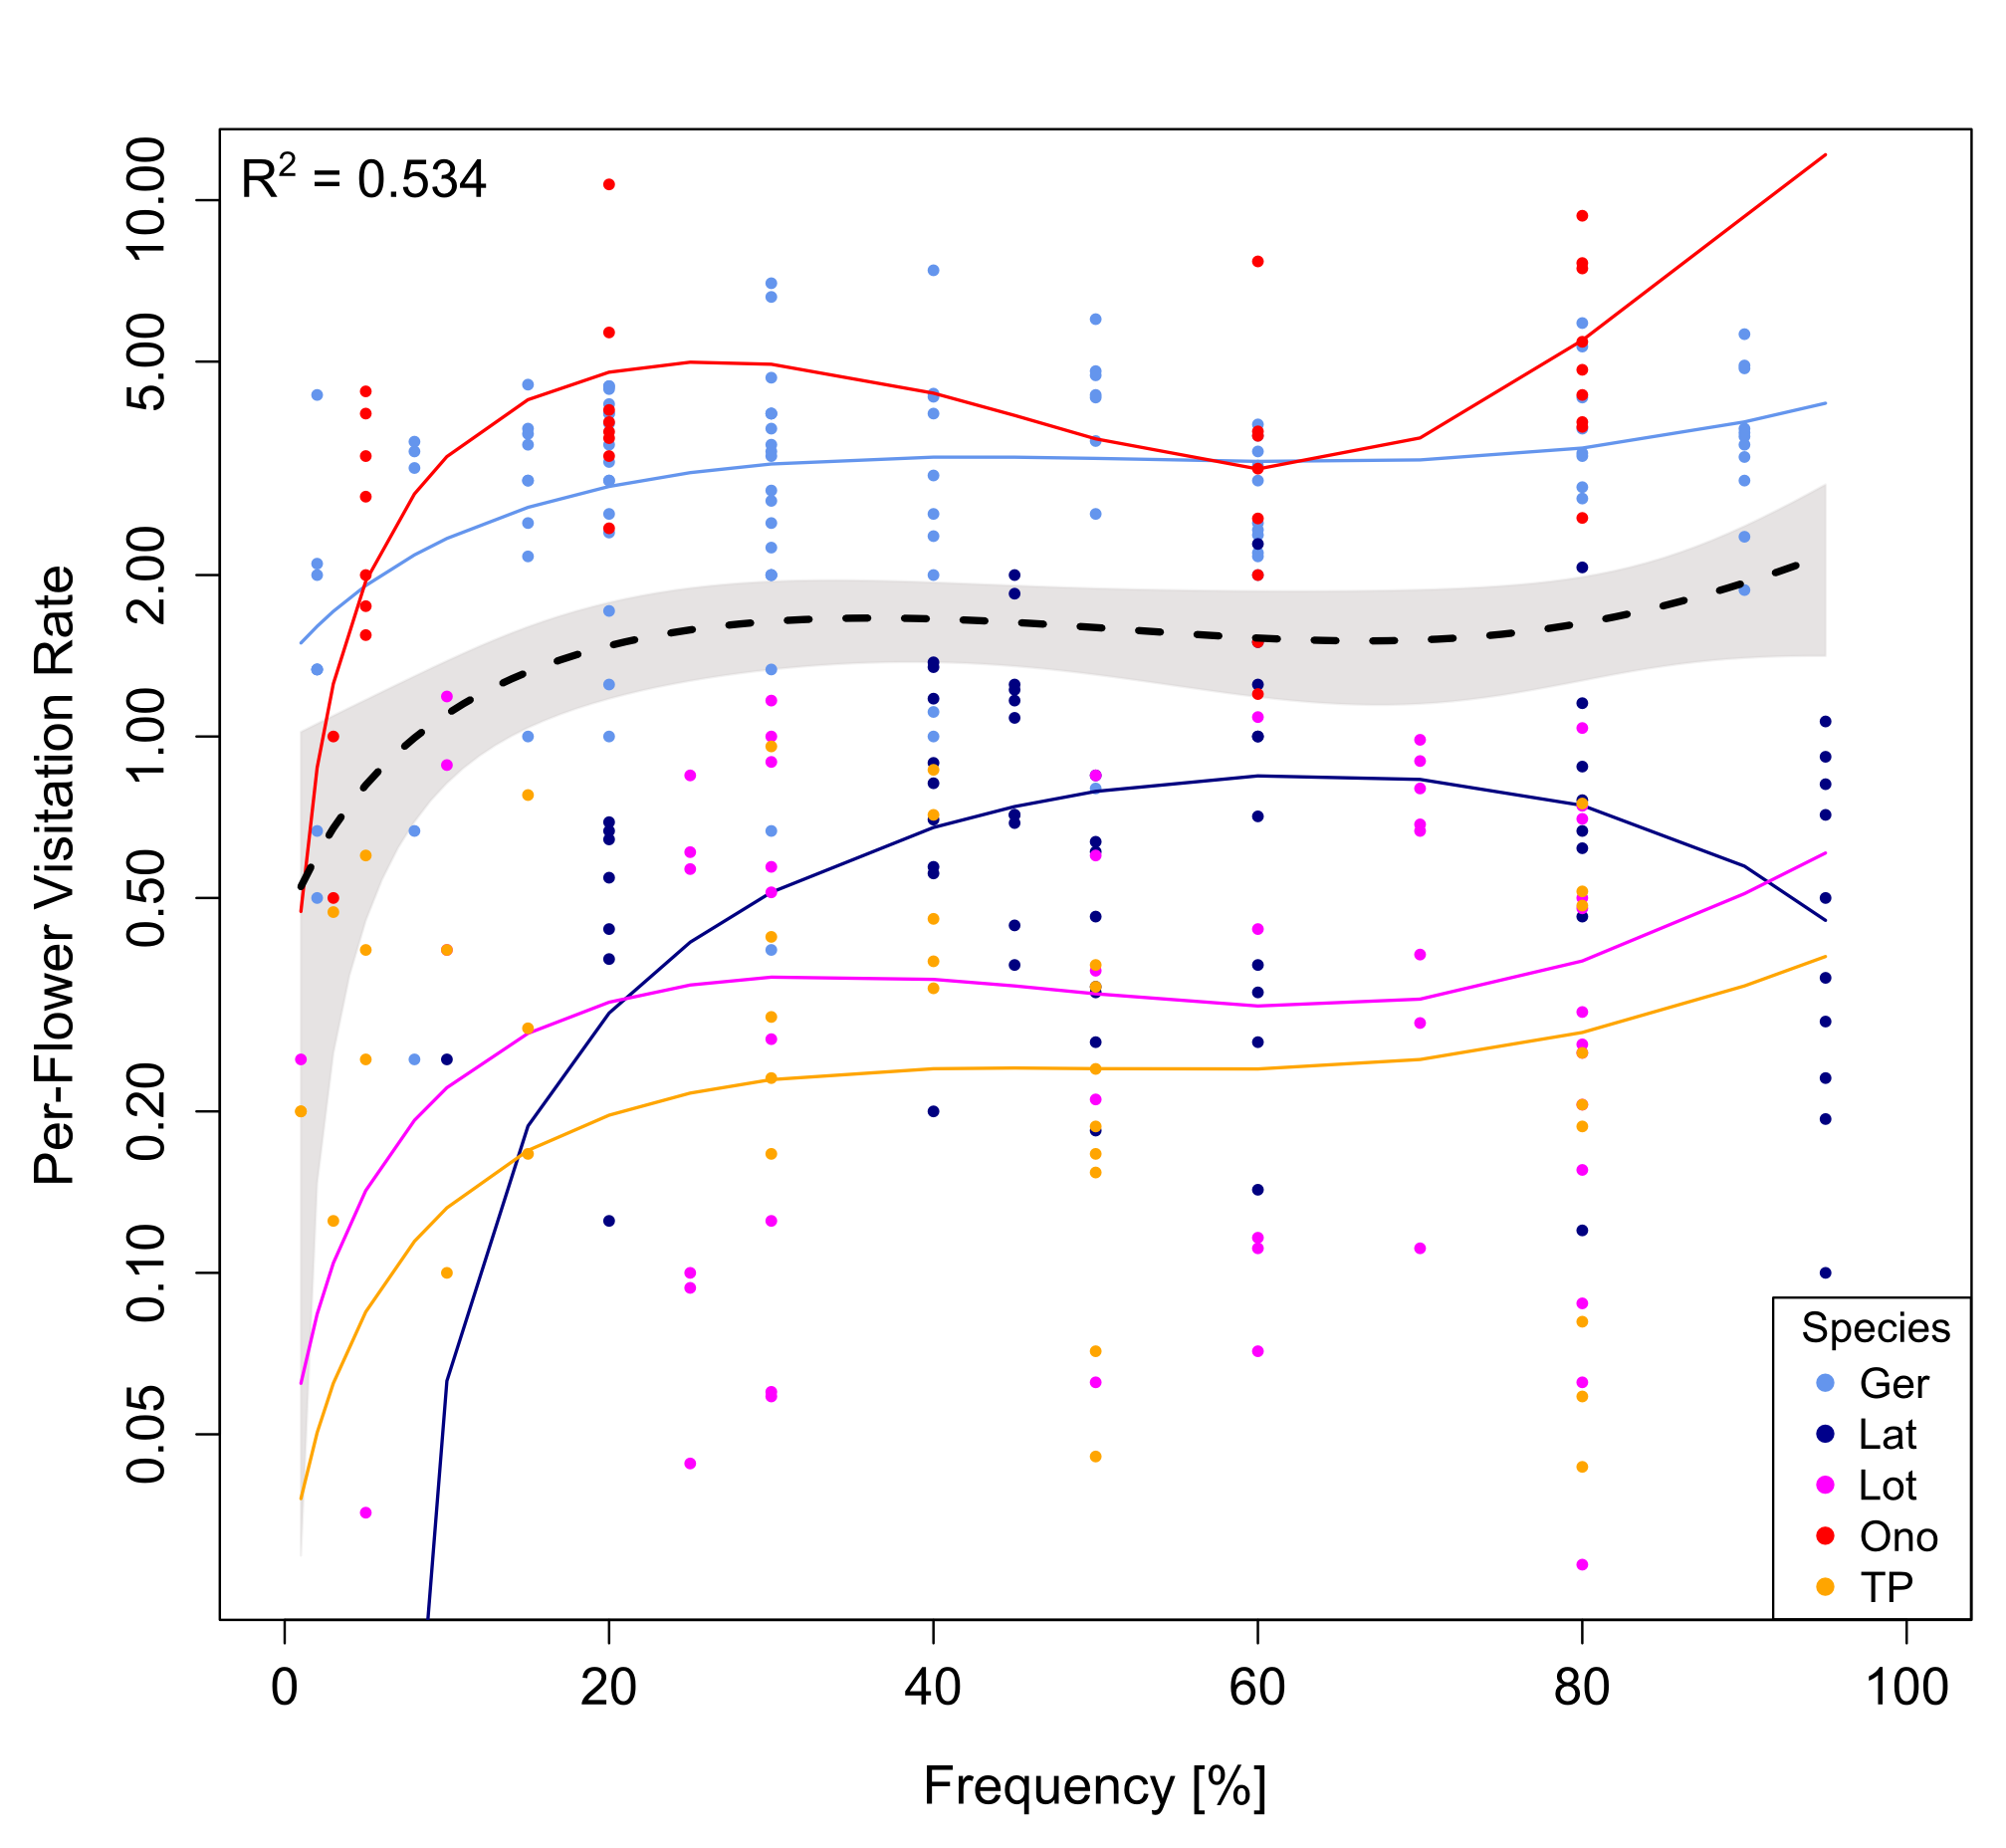 R² = 0.534
Per-Flower Visitation Rate
10.00
5.00
2.00
1.00
0.50
0.20
0.10
0.05
Species
Ger
Lat
Lot
Ono
TP
0 20 40 60 80 100
Frequency [%]